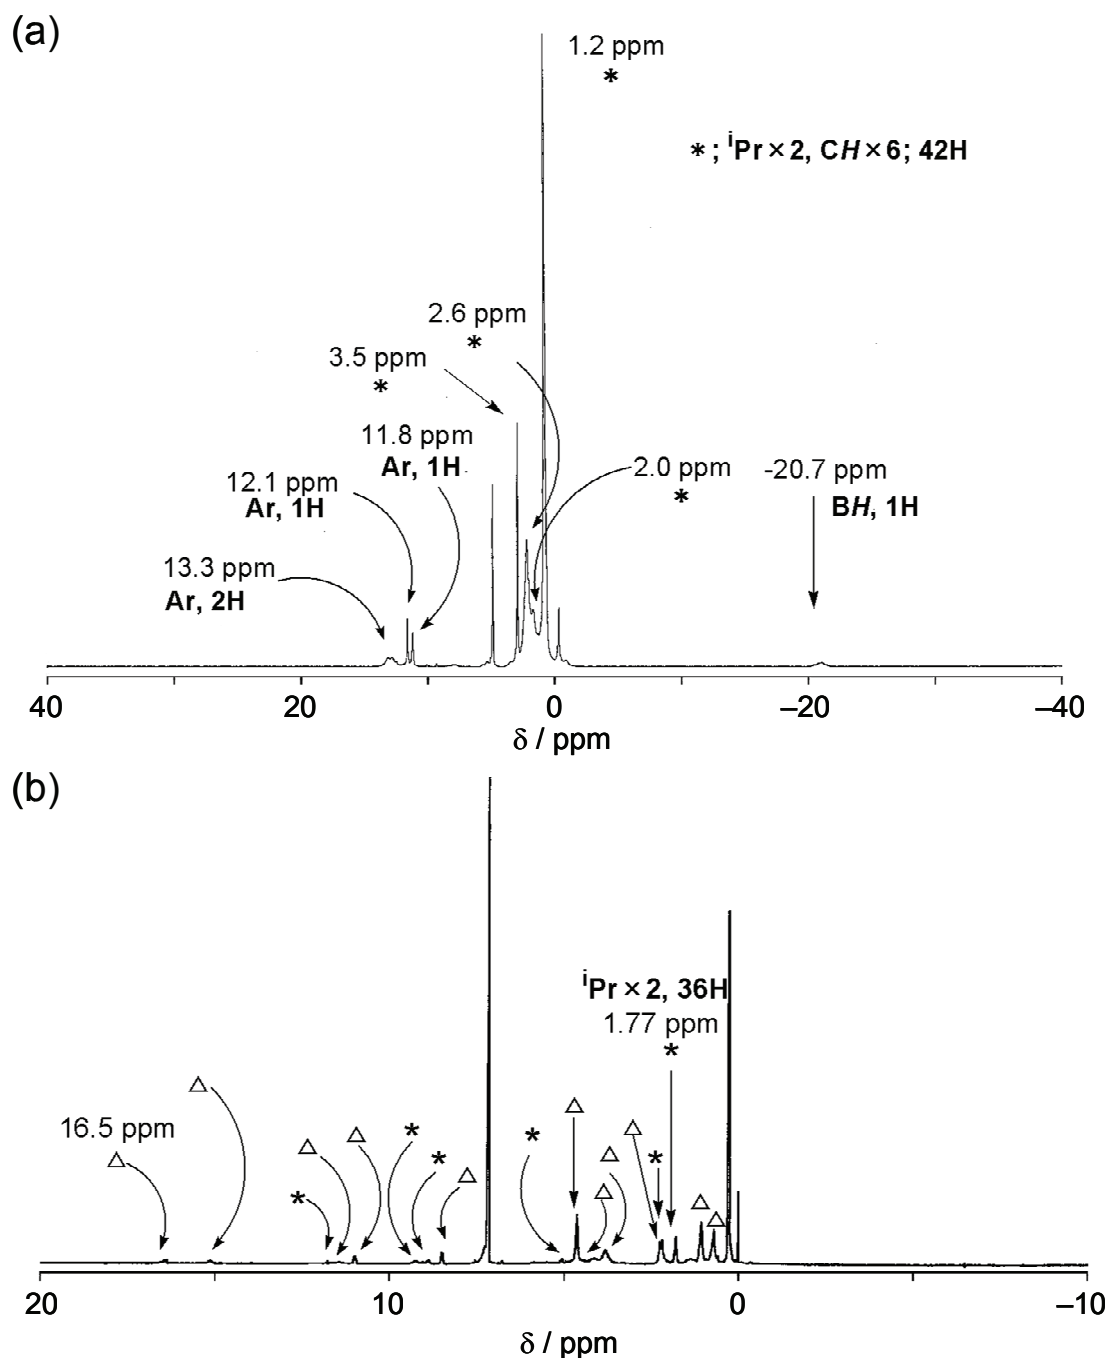 (a)
1.2 ppm
*
* ; iPr × 2, CH × 6; 42H
2.6 ppm
*
3.5 ppm
*
11.8 ppm
Ar, 1H
12.1 ppm
Ar, 1H
2.0 ppm
*
-20.7 ppm
BH, 1H
13.3 ppm
Ar, 2H
40 20 0 –20 –40
δ / ppm
(b)
iPr × 2, 36H
1.77 ppm
*
△
16.5 ppm
△
△ △ * * △ * △ △ △ * △ △
*
20 10 0 –10
δ / ppm